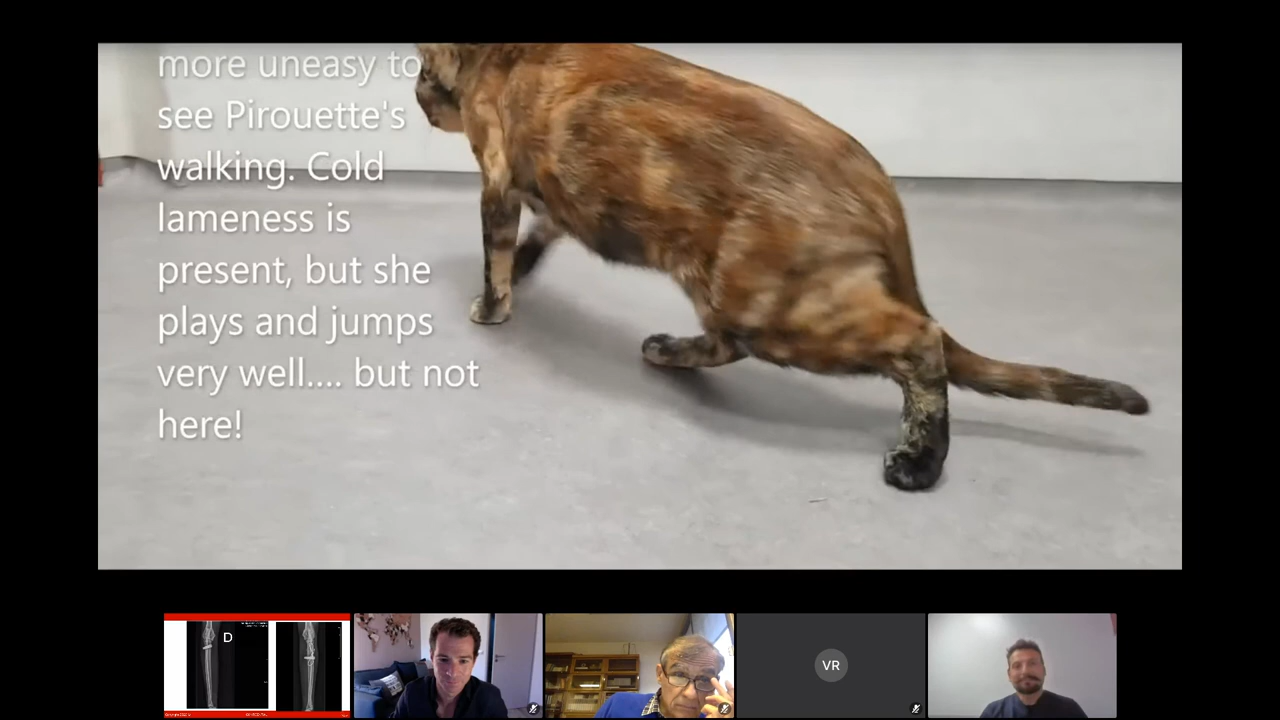 more uneasy to
see Pirouette's
walking. Cold
lameness is
present, but she
plays and jumps
very well.... but not
here!
D
VR